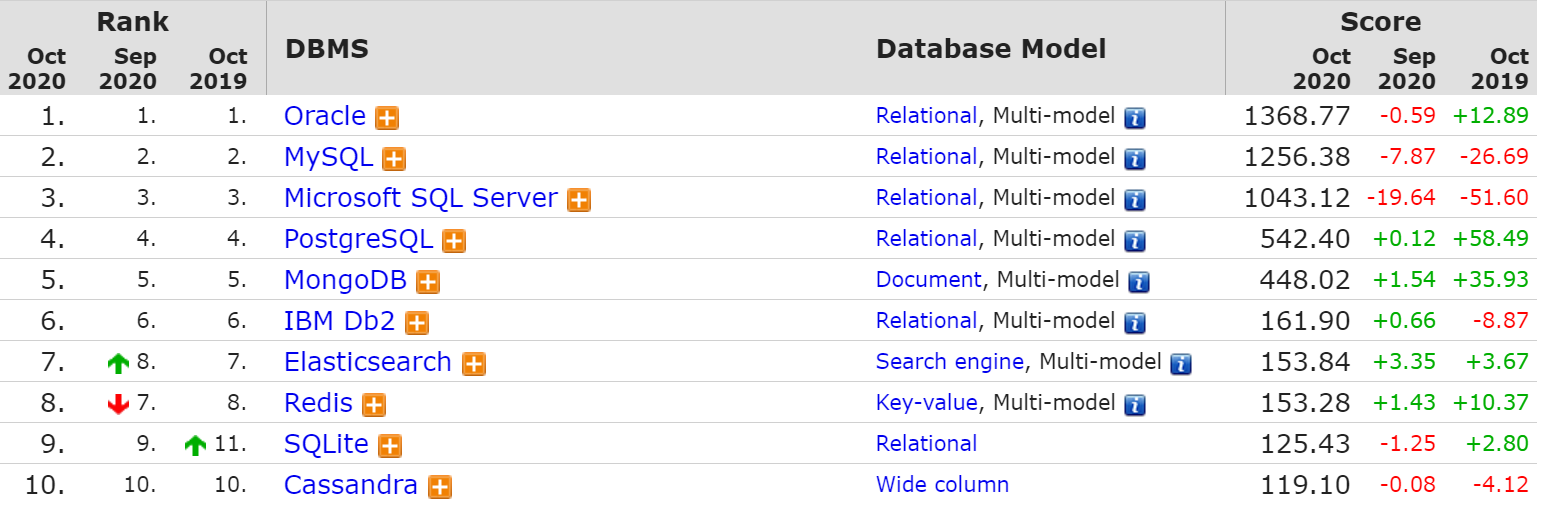 Rank DBMS Database Model Score
Oct 2020 Sep 2020 Oct 2019 Oct 2020 Sep 2020 Oct 2019
1. 1. 1. Oracle Relational, Multi-model 1368.77 -0.59 +12.89
2. 2. 2. MySQL Relational, Multi-model 1256.38 -7.87 -26.69
3. 3. 3. Microsoft SQL Server Relational, Multi-model 1043.12 -19.64 -51.60
4. 4. 4. PostgreSQL Relational, Multi-model 542.40 +0.12 +58.49
5. 5. 5. MongoDB Document, Multi-model 448.02 +1.54 +35.93
6. 6. 6. IBM Db2 Relational, Multi-model 161.90 +0.66 -8.87
7. 8. 7. Elasticsearch Search engine, Multi-model 153.84 +3.35 +3.67
8. 7. 8. Redis Key-value, Multi-model 153.28 +1.43 +10.37
9. 9. 11. SQLite Relational 125.43 -1.25 +2.80
10. 10. 10. Cassandra Wide column 119.10 -0.08 -4.12